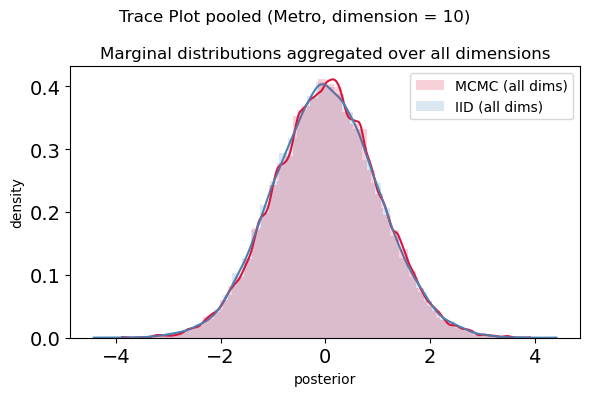 Trace Plot pooled (Metro, dimension = 10)
Marginal distributions aggregated over all dimensions
MCMC (all dims)
IID (all dims)
density
0.4
0.3
0.2
0.1
0.0
−4
−2
0
2
4
posterior